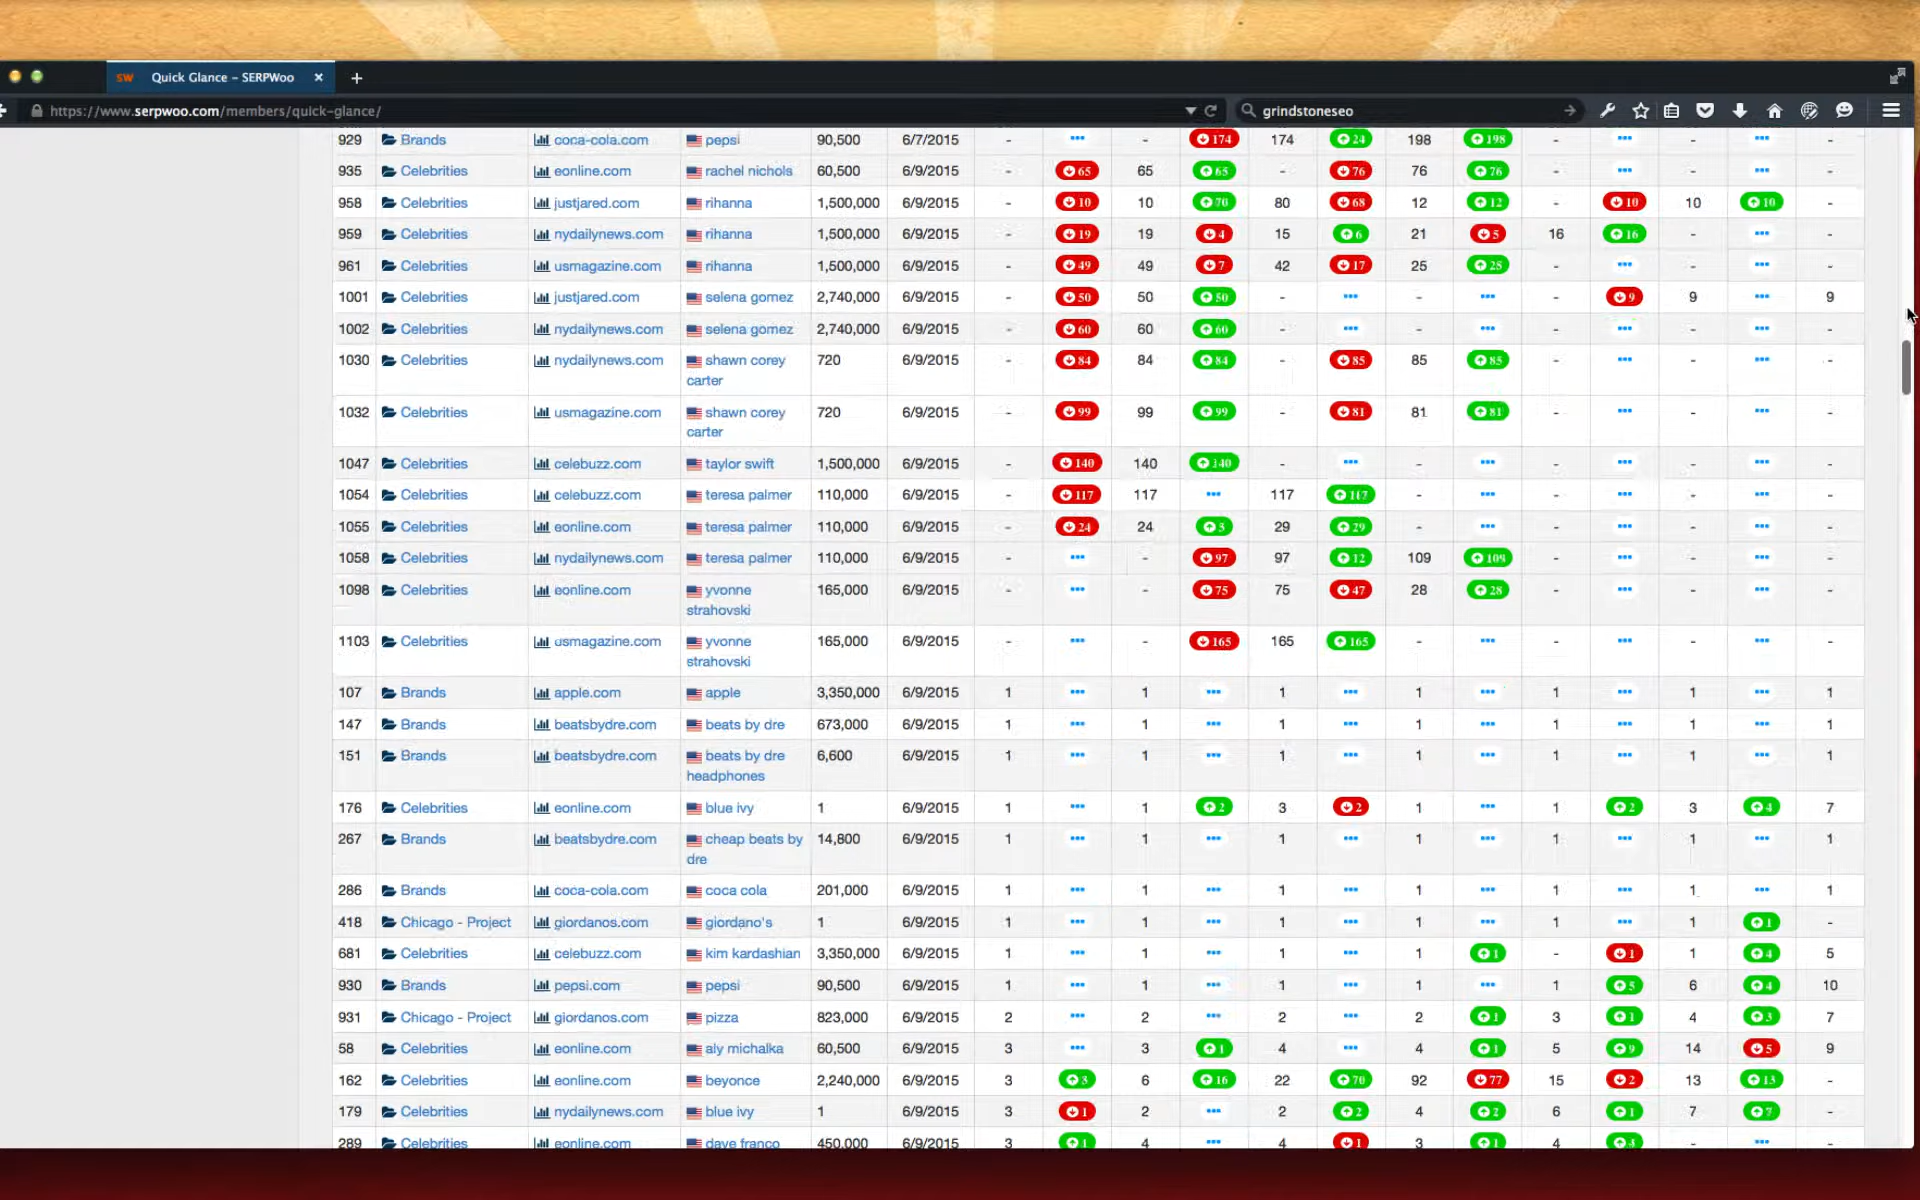 SW Quick Glance – SERPWoo × +
https://www.serpwoo.com/members/quick-glance/ grindstoneseo
929 Brands coca-cola.com pepsi 90,500 6/7/2015 - ••• - 174 174 24 198 198 - ••• - ••• -
935 Celebrities eonline.com rachel nichols 60,500 6/9/2015 - 65 65 65 - 76 76 76 - ••• - ••• -
958 Celebrities justjared.com rihanna 1,500,000 6/9/2015 - 10 10 70 80 68 12 12 - 10 10 10 -
959 Celebrities nydailynews.com rihanna 1,500,000 6/9/2015 - 19 19 4 15 6 21 5 16 16 - ••• -
961 Celebrities usmagazine.com rihanna 1,500,000 6/9/2015 - 49 49 7 42 17 25 25 - ••• - ••• -
1001 Celebrities justjared.com selena gomez 2,740,000 6/9/2015 - 50 50 50 - ••• - ••• - 9 9 ••• 9
1002 Celebrities nydailynews.com selena gomez 2,740,000 6/9/2015 - 60 60 60 - ••• - ••• - ••• - ••• -
1030 Celebrities nydailynews.com shawn corey 720 6/9/2015 - 84 84 84 - 85 85 85 - ••• - ••• -
carter
1032 Celebrities usmagazine.com shawn corey 720 6/9/2015 - 99 99 99 - 81 81 81 - ••• - ••• -
carter
1047 Celebrities celebuzz.com taylor swift 1,500,000 6/9/2015 - 140 140 140 - ••• - ••• - ••• - ••• -
1054 Celebrities celebuzz.com teresa palmer 110,000 6/9/2015 - 117 117 ••• 117 117 - ••• - ••• - ••• -
1055 Celebrities eonline.com teresa palmer 110,000 6/9/2015 - 24 24 5 29 29 - ••• - ••• - ••• -
1058 Celebrities nydailynews.com teresa palmer 110,000 6/9/2015 - ••• - 97 97 12 109 109 - ••• - ••• -
1098 Celebrities eonline.com yvonne 165,000 6/9/2015 - ••• - 75 75 47 28 28 - ••• - ••• -
strahovski
1103 Celebrities usmagazine.com yvonne 165,000 6/9/2015 - ••• - 165 165 165 - ••• - ••• - ••• -
strahovski
107 Brands apple.com apple 3,350,000 6/9/2015 1 ••• 1 ••• 1 ••• 1 ••• 1 ••• 1 ••• 1
147 Brands beatsbydre.com beats by dre 673,000 6/9/2015 1 ••• 1 ••• 1 ••• 1 ••• 1 ••• 1 ••• 1
151 Brands beatsbydre.com beats by dre 6,600 6/9/2015 1 ••• 1 ••• 1 ••• 1 ••• 1 ••• 1 ••• 1
headphones
176 Celebrities eonline.com blue ivy 1 6/9/2015 1 ••• 1 2 3 2 1 ••• 1 2 3 4 7
267 Brands beatsbydre.com cheap beats by 14,800 6/9/2015 1 ••• 1 ••• 1 ••• 1 ••• 1 ••• 1 ••• 1
dre
286 Brands coca-cola.com coca cola 201,000 6/9/2015 1 ••• 1 ••• 1 ••• 1 ••• 1 ••• 1 ••• 1
418 Chicago - Project giordanos.com giordano's 1 6/9/2015 1 ••• 1 ••• 1 ••• 1 ••• 1 ••• 1 1 -
681 Celebrities celebuzz.com kim kardashian 3,350,000 6/9/2015 1 ••• 1 ••• 1 ••• 1 1 - 1 1 4 5
930 Brands pepsi.com pepsi 90,500 6/9/2015 1 ••• 1 ••• 1 ••• 1 ••• 1 5 6 4 10
931 Chicago - Project giordanos.com pizza 823,000 6/9/2015 2 ••• 2 ••• 2 ••• 2 1 3 1 4 3 7
58 Celebrities eonline.com aly michalka 60,500 6/9/2015 3 ••• 3 1 4 ••• 4 1 5 9 14 5 9
162 Celebrities eonline.com beyonce 2,240,000 6/9/2015 3 3 6 16 22 70 92 77 15 2 13 13 -
179 Celebrities nydailynews.com blue ivy 1 6/9/2015 3 1 2 ••• 2 2 4 2 6 1 7 7 -
289 Celebrities eonline.com dave franco 450,000 6/9/2015 3 1 4 ••• 4 1 3 1 4 4 - ••• -